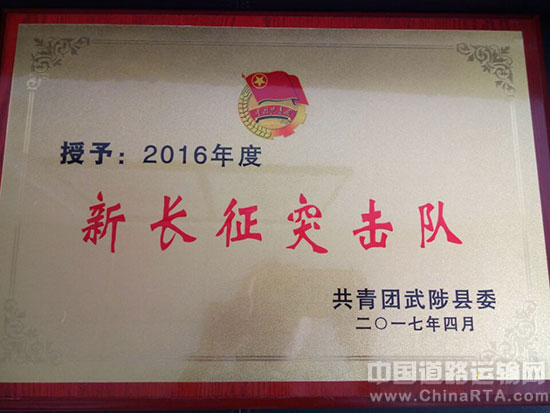 授予：2016年度
新长征突击队
共青团武陟县委
二〇一七年四月
中国道路运输网
www.ChinaRTA.com